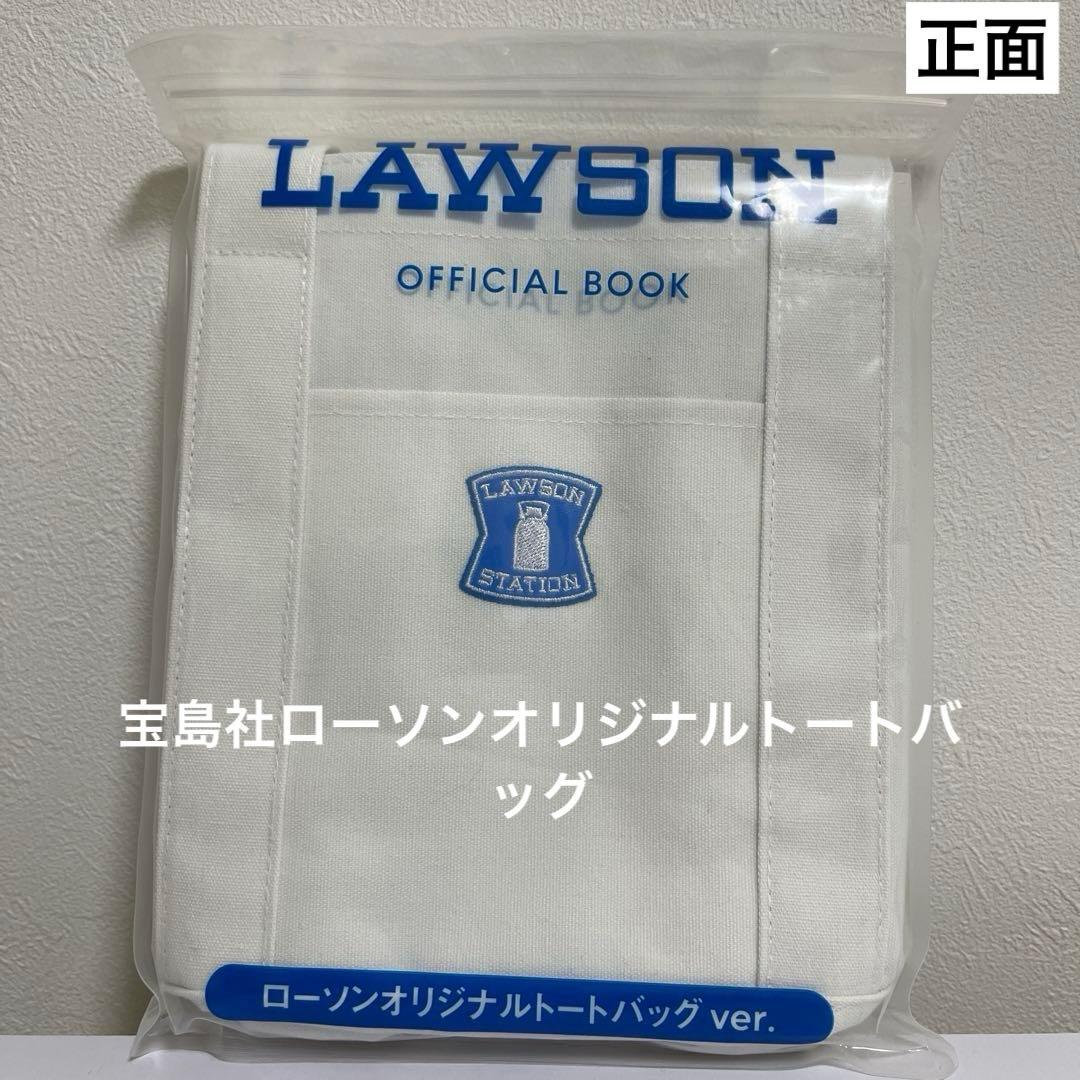 正面
LAWSON
OFFICIAL BOOK
LAWSON
STATION
宝島社ローソンオリジナルトートバ
ッグ
ローソンオリジナルトートバッグ ver.